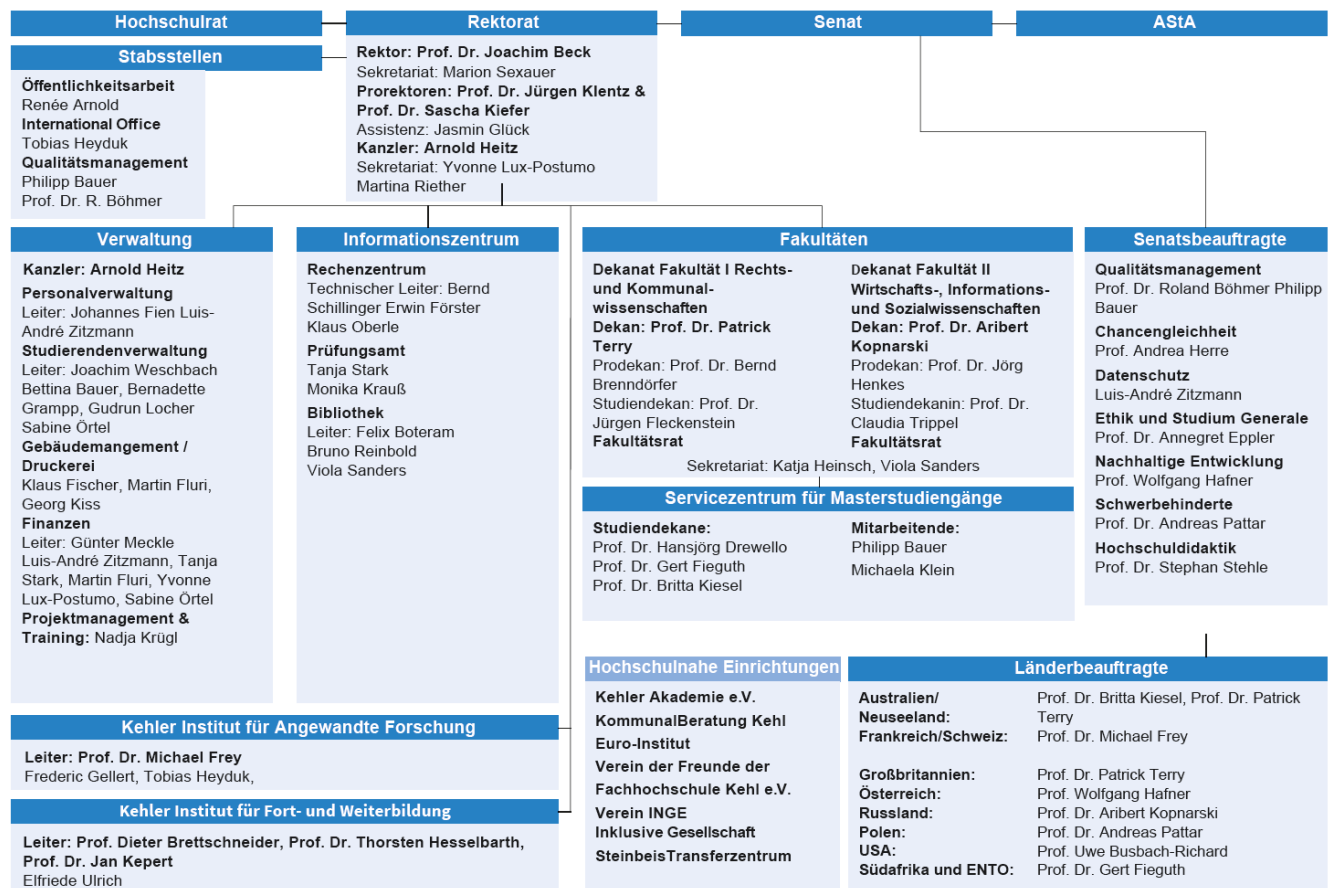 Hochschulrat
Rektorat
Senat
AStA
Stabsstellen
Öffentlichkeitsarbeit
Renée Arnold
International Office
Tobias Heyduk
Qualitätsmanagement
Philipp Bauer
Prof. Dr. R. Böhmer
Rektor: Prof. Dr. Joachim Beck
Sekretariat: Marion Sexauer
Prorektoren: Prof. Dr. Jürgen Klentz &
Prof. Dr. Sascha Kiefer
Assistenz: Jasmin Glück
Kanzler: Arnold Heitz
Sekretariat: Yvonne Lux-Postumo
Martina Riether
Verwaltung
Kanzler: Arnold Heitz
Personalverwaltung
Leiter: Johannes Fien Luis-
André Zitzmann
Studierendenverwaltung
Leiter: Joachim Weschbach
Bettina Bauer, Bernadette
Grampp, Gudrun Locher
Sabine Örtel
Gebäudemangement /
Druckerei
Klaus Fischer, Martin Fluri,
Georg Kiss
Finanzen
Leiter: Günter Meckle
Luis-André Zitzmann, Tanja
Stark, Martin Fluri, Yvonne
Lux-Postumo, Sabine Örtel
Projektmanagement &
Training: Nadja Krügl
Informationszentrum
Rechenzentrum
Technischer Leiter: Bernd
Schillinger Erwin Förster
Klaus Oberle
Prüfungsamt
Tanja Stark
Monika Krauß
Bibliothek
Leiter: Felix Boteram
Bruno Reinbold
Viola Sanders
Fakultäten
Dekanat Fakultät I Rechts-
und Kommunal-
wissenschaften
Dekan: Prof. Dr. Patrick
Terry
Prodekan: Prof. Dr. Bernd
Brenndörfer
Studiendekan: Prof. Dr.
Jürgen Fleckenstein
Fakultätsrat
Dekanat Fakultät II
Wirtschafts-, Informations-
und Sozialwissenschaften
Dekan: Prof. Dr. Aribert
Kopnarski
Prodekan: Prof. Dr. Jörg
Henkes
Studiendekanin: Prof. Dr.
Claudia Trippel
Fakultätsrat
Sekretariat: Katja Heinsch, Viola Sanders
Servicezentrum für Masterstudiengänge
Studiendekane:
Prof. Dr. Hansjörg Drewello
Prof. Dr. Gert Fieguth
Prof. Dr. Britta Kiesel
Mitarbeitende:
Philipp Bauer
Michaela Klein
Senatsbeauftragte
Qualitätsmanagement
Prof. Dr. Roland Böhmer Philipp
Bauer
Chancengleichheit
Prof. Andrea Herre
Datenschutz
Luis-André Zitzmann
Ethik und Studium Generale
Prof. Dr. Annegret Eppler
Nachhaltige Entwicklung
Prof. Wolfgang Hafner
Schwerbehinderte
Prof. Dr. Andreas Pattar
Hochschuldidaktik
Prof. Dr. Stephan Stehle
Kehler Institut für Angewandte Forschung
Leiter: Prof. Dr. Michael Frey
Frederic Gellert, Tobias Heyduk,
Kehler Institut für Fort- und Weiterbildung
Leiter: Prof. Dieter Brettschneider, Prof. Dr. Thorsten Hesselbarth,
Prof. Dr. Jan Kepert
Elfriede Ulrich
Hochschulnahe Einrichtungen
Kehler Akademie e.V.
KommunalBeratung Kehl
Euro-Institut
Verein der Freunde der
Fachhochschule Kehl e.V.
Verein INGE
Inklusive Gesellschaft
SteinbeisTransferzentrum
Länderbeauftragte
Australien/ Prof. Dr. Britta Kiesel, Prof. Dr. Patrick
Neuseeland: Terry
Frankreich/Schweiz: Prof. Dr. Michael Frey
Großbritannien: Prof. Dr. Patrick Terry
Österreich: Prof. Wolfgang Hafner
Russland: Prof. Dr. Aribert Kopnarski
Polen: Prof. Dr. Andreas Pattar
USA: Prof. Uwe Busbach-Richard
Südafrika und ENTO: Prof. Dr. Gert Fieguth